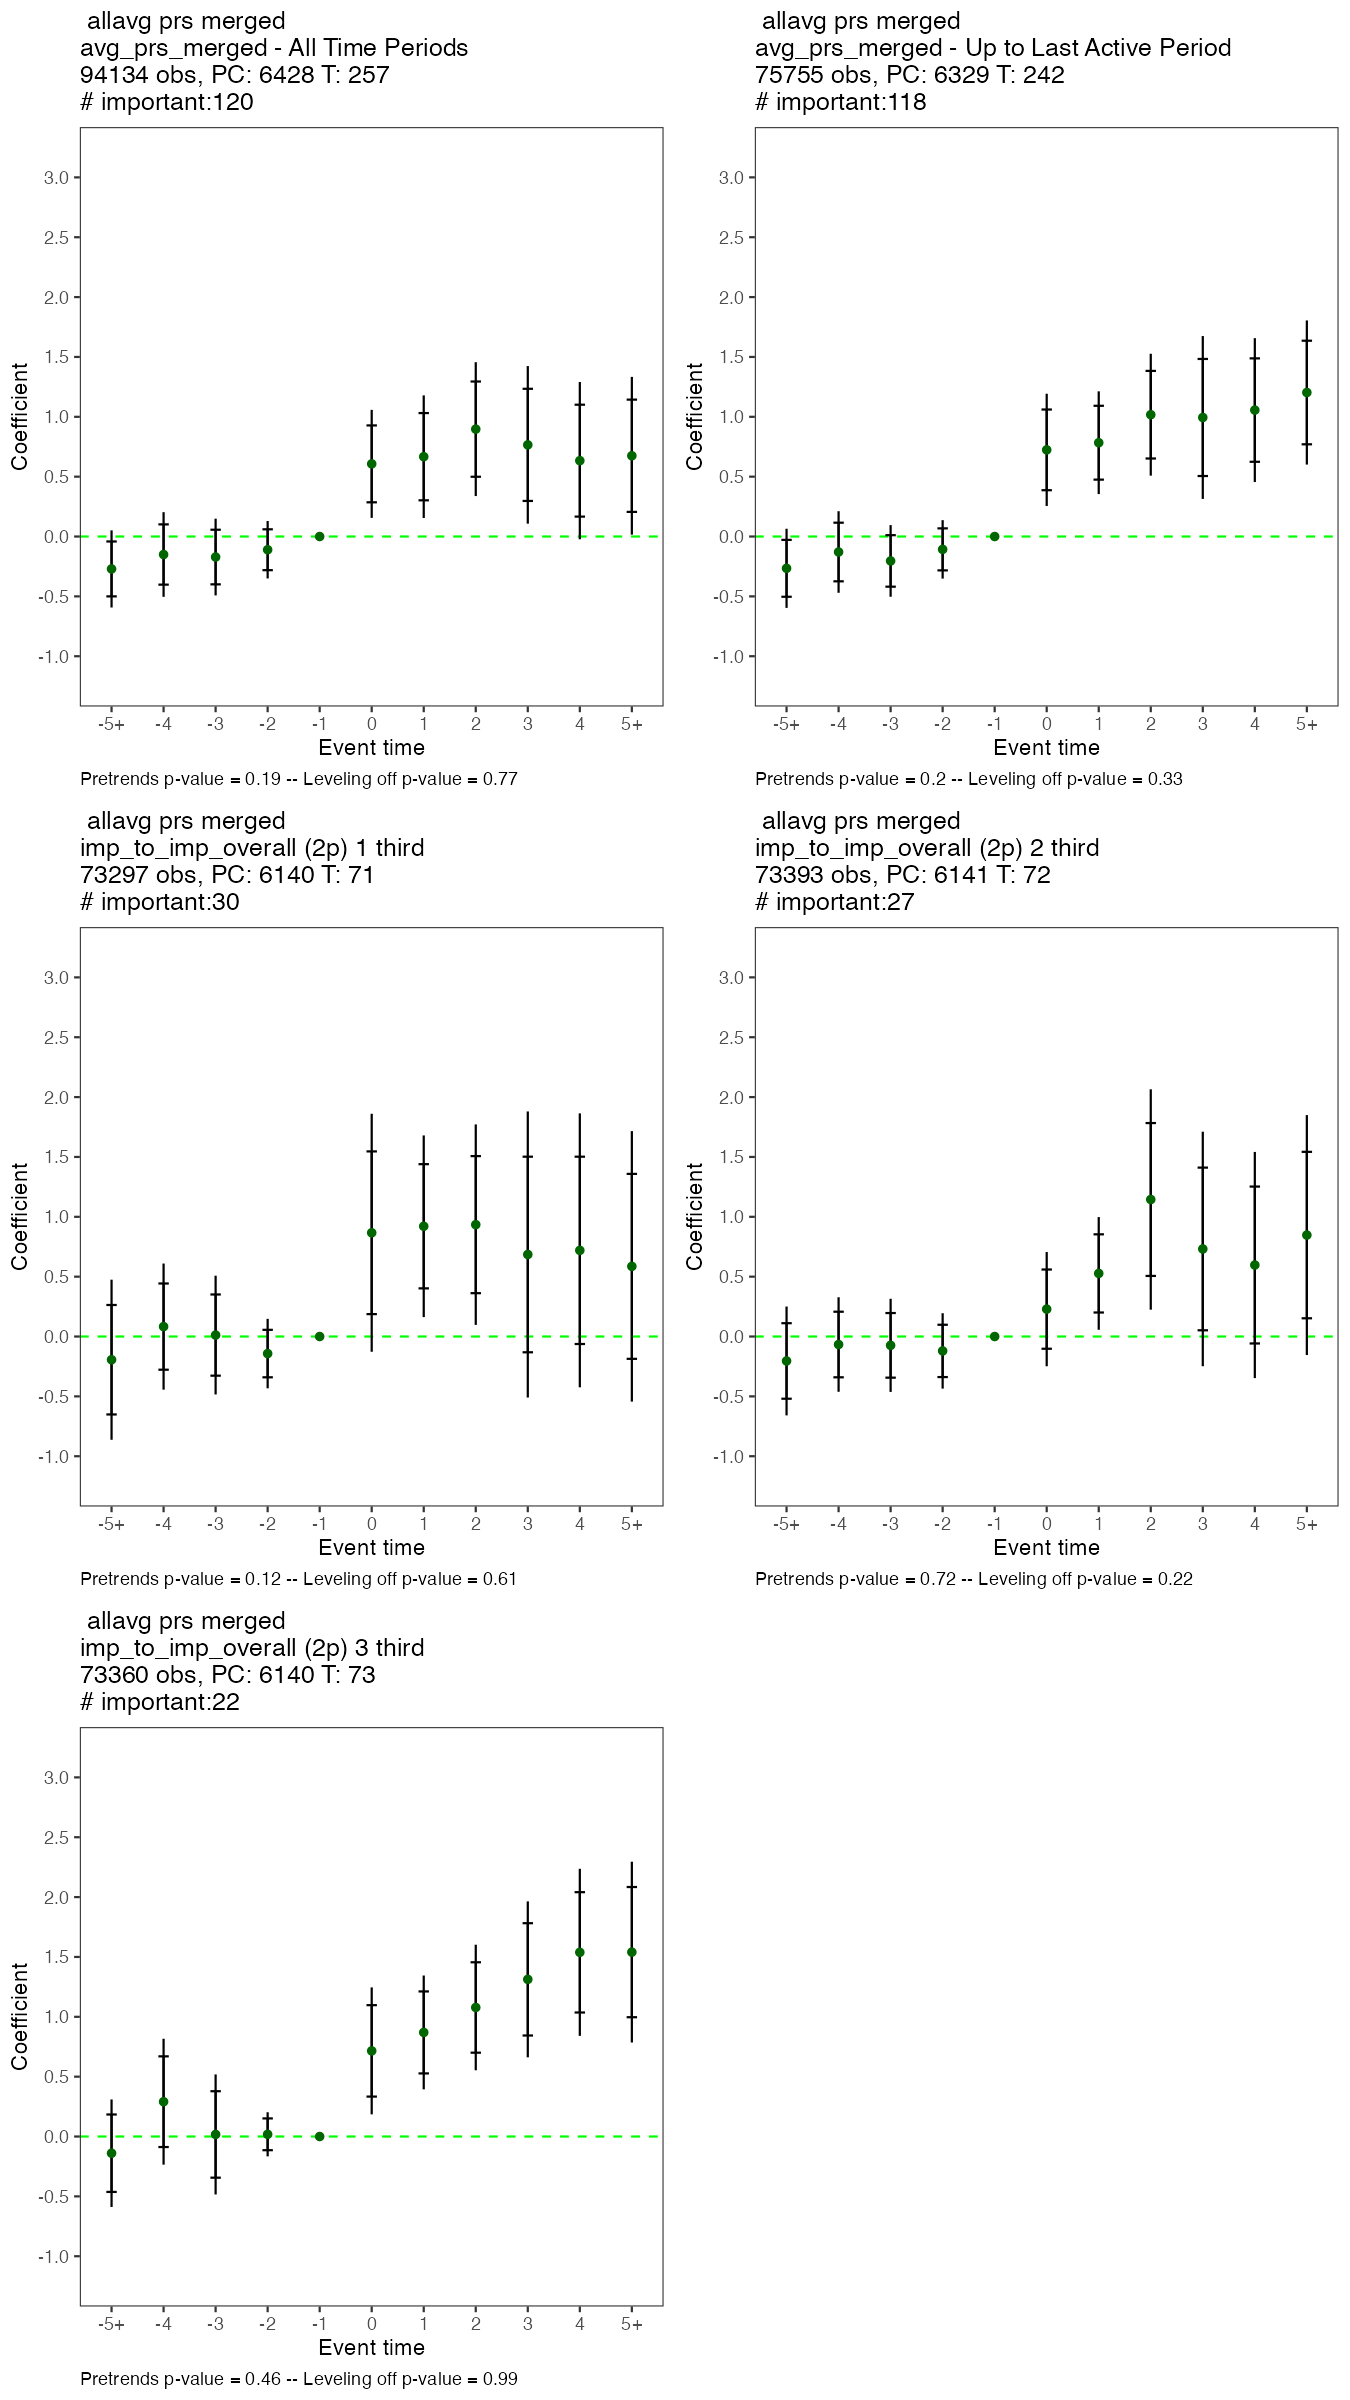 allavg prs merged
avg_prs_merged - All Time Periods
94134 obs, PC: 6428 T: 257
# important:120
3.0
2.5
2.0
1.5
1.0
0.5
0.0
-0.5
-1.0
Coefficient
-5+ -4 -3 -2 -1 0 1 2 3 4 5+
Event time
Pretrends p-value = 0.19 -- Leveling off p-value = 0.77
allavg prs merged
avg_prs_merged - Up to Last Active Period
75755 obs, PC: 6329 T: 242
# important:118
3.0
2.5
2.0
1.5
1.0
0.5
0.0
-0.5
-1.0
Coefficient
-5+ -4 -3 -2 -1 0 1 2 3 4 5+
Event time
Pretrends p-value = 0.2 -- Leveling off p-value = 0.33
allavg prs merged
imp_to_imp_overall (2p) 1 third
73297 obs, PC: 6140 T: 71
# important:30
3.0
2.5
2.0
1.5
1.0
0.5
0.0
-0.5
-1.0
Coefficient
-5+ -4 -3 -2 -1 0 1 2 3 4 5+
Event time
Pretrends p-value = 0.12 -- Leveling off p-value = 0.61
allavg prs merged
imp_to_imp_overall (2p) 2 third
73393 obs, PC: 6141 T: 72
# important:27
3.0
2.5
2.0
1.5
1.0
0.5
0.0
-0.5
-1.0
Coefficient
-5+ -4 -3 -2 -1 0 1 2 3 4 5+
Event time
Pretrends p-value = 0.72 -- Leveling off p-value = 0.22
allavg prs merged
imp_to_imp_overall (2p) 3 third
73360 obs, PC: 6140 T: 73
# important:22
3.0
2.5
2.0
1.5
1.0
0.5
0.0
-0.5
-1.0
Coefficient
-5+ -4 -3 -2 -1 0 1 2 3 4 5+
Event time
Pretrends p-value = 0.46 -- Leveling off p-value = 0.99